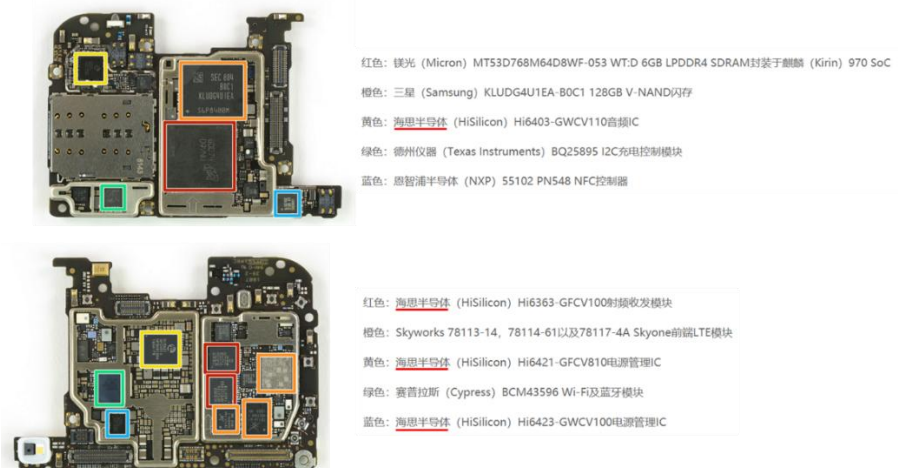 SEC 804
B0C1
KLUDG4U1EA
红色：镁光（Micron）MT53D768M64D8WF-053 WT:D 6GB LPDDR4 SDRAM封装于麒麟（Kirin）970 SoC
橙色：三星（Samsung）KLUDG4U1EA-B0C1 128GB V-NAND闪存
黄色：海思半导体（HiSilicon）Hi6403-GWCV110音频IC
绿色：德州仪器（Texas Instruments）BQ25895 I2C充电控制模块
蓝色：恩智浦半导体（NXP）55102 PN548 NFC控制器
红色：海思半导体（HiSilicon）Hi6363-GFCV100射频收发模块
橙色：Skyworks 78113-14，78114-61以及78117-4A Skyone前端LTE模块
黄色：海思半导体（HiSilicon）Hi6421-GFCV810电源管理IC
绿色：赛普拉斯（Cypress）BCM43596 Wi-Fi及蓝牙模块
蓝色：海思半导体（HiSilicon）Hi6423-GWCV100电源管理IC